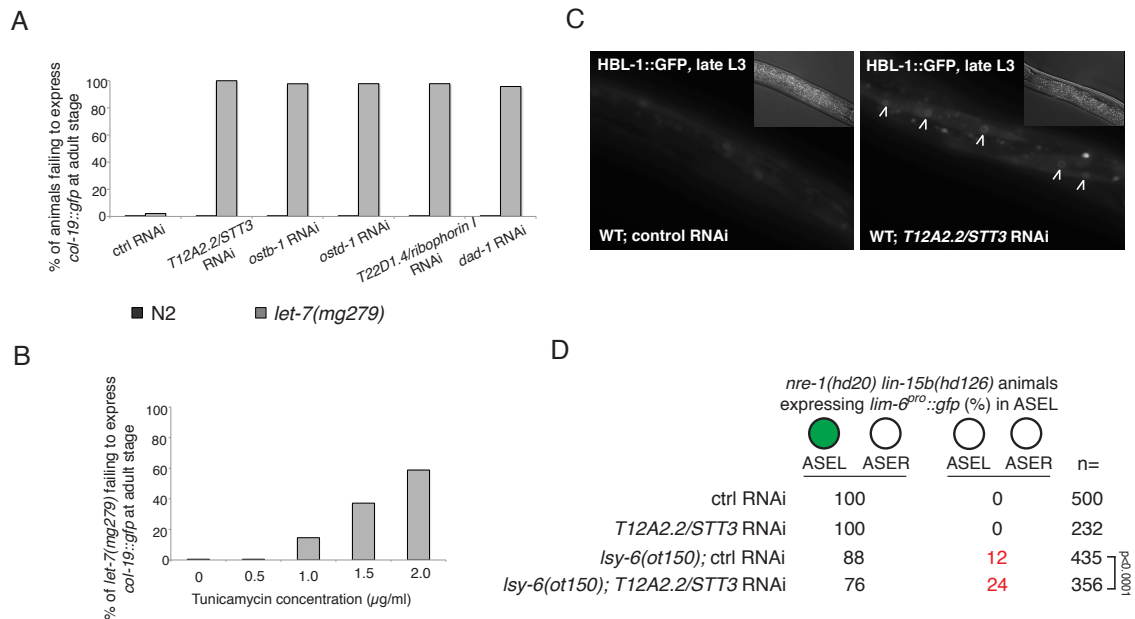 A
% of animals failing to express
col-19::gfp at adult stage
100
80
60
40
20
0
ctrl RNAi
T12A2.2/STT3
RNAi
ostb-1 RNAi
ostd-1 RNAi
T22D1.4/ribophorin I
RNAi
dad-1 RNAi
N2
let-7(mg279)
B
% of let-7(mg279) failing to express
col-19::gfp at adult stage
100
80
60
40
20
0
0 0.5 1.0 1.5 2.0
Tunicamycin concentration (µg/ml)
C
HBL-1::GFP, late L3
WT; control RNAi
HBL-1::GFP, late L3
WT; T12A2.2/STT3 RNAi
D
nre-1(hd20) lin-15b(hd126) animals
expressing lim-6pro::gfp (%) in ASEL
ASEL ASER ASEL ASER n=
ctrl RNAi 100 0 500
T12A2.2/STT3 RNAi 100 0 232
lsy-6(ot150); ctrl RNAi 88 12 435
lsy-6(ot150); T12A2.2/STT3 RNAi 76 24 356
p<0.0001